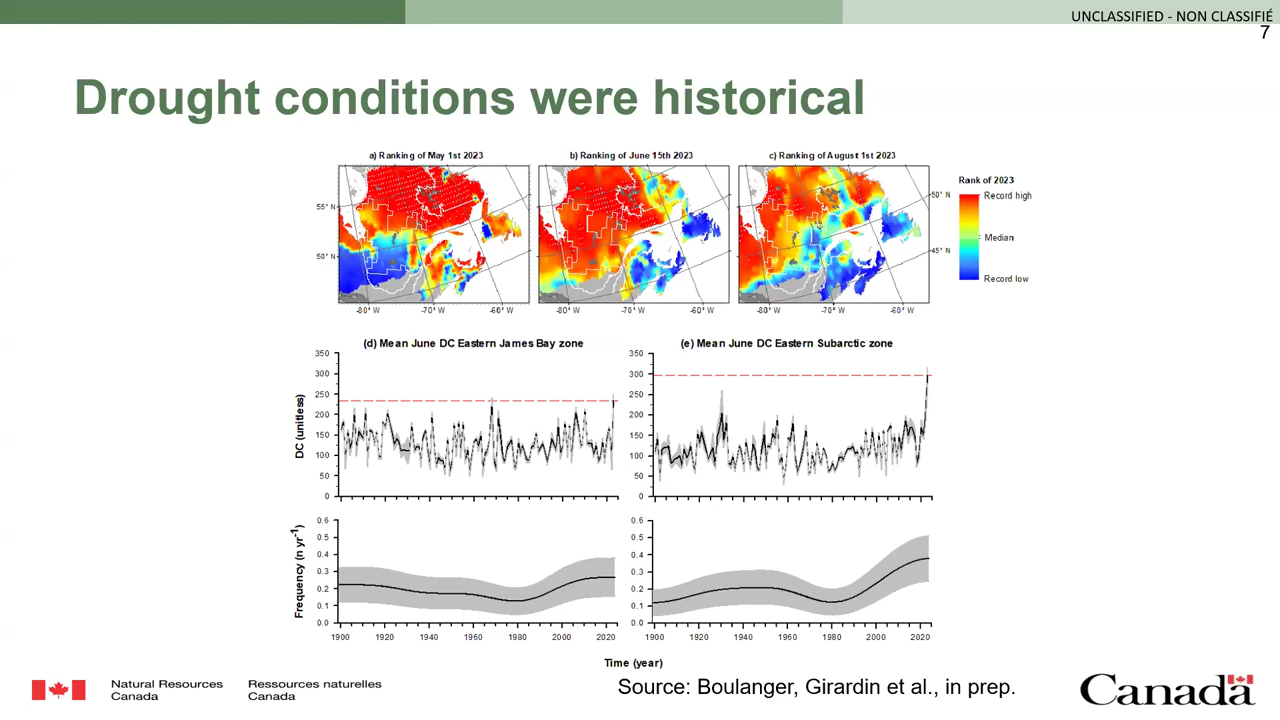 UNCLASSIFIED - NON CLASSIFIÉ
7
Drought conditions were historical
a) Ranking of May 1st 2023
b) Ranking of June 15th 2023
c) Ranking of August 1st 2023
Rank of 2023
Record high
Median
Record low
55° N
50° N
50° N
45° N
-80° W -70° W -60° W
-80° W -70° W -60° W
-80° W -70° W -60° W
(d) Mean June DC Eastern James Bay zone
(e) Mean June DC Eastern Subarctic zone
DC (unitless)
350
300
250
200
150
100
50
0
350
300
250
200
150
100
50
0
Frequency (n yr-1)
0.6
0.5
0.4
0.3
0.2
0.1
0.0
0.6
0.5
0.4
0.3
0.2
0.1
0.0
1900 1920 1940 1960 1980 2000 2020
1900 1920 1940 1960 1980 2000 2020
Time (year)
Source: Boulanger, Girardin et al., in prep.
Natural Resources
Canada
Ressources naturelles
Canada
Canada